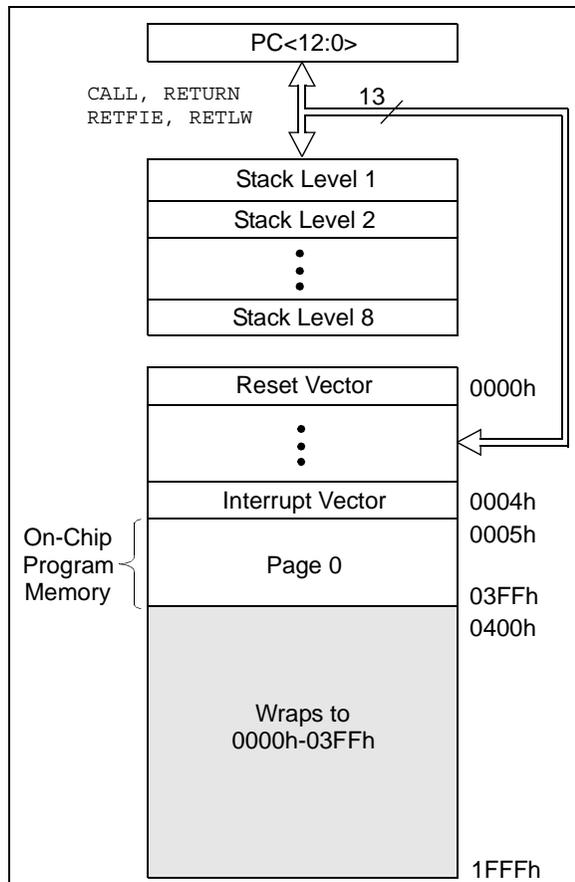 PC<12:0>
CALL, RETURN
RETFIE, RETLW
13
Stack Level 1
Stack Level 2
Stack Level 8
Reset Vector
0000h
Interrupt Vector
0004h
On-Chip
Program
Memory
Page 0
0005h
03FFh
0400h
Wraps to
0000h-03FFh
1FFFh